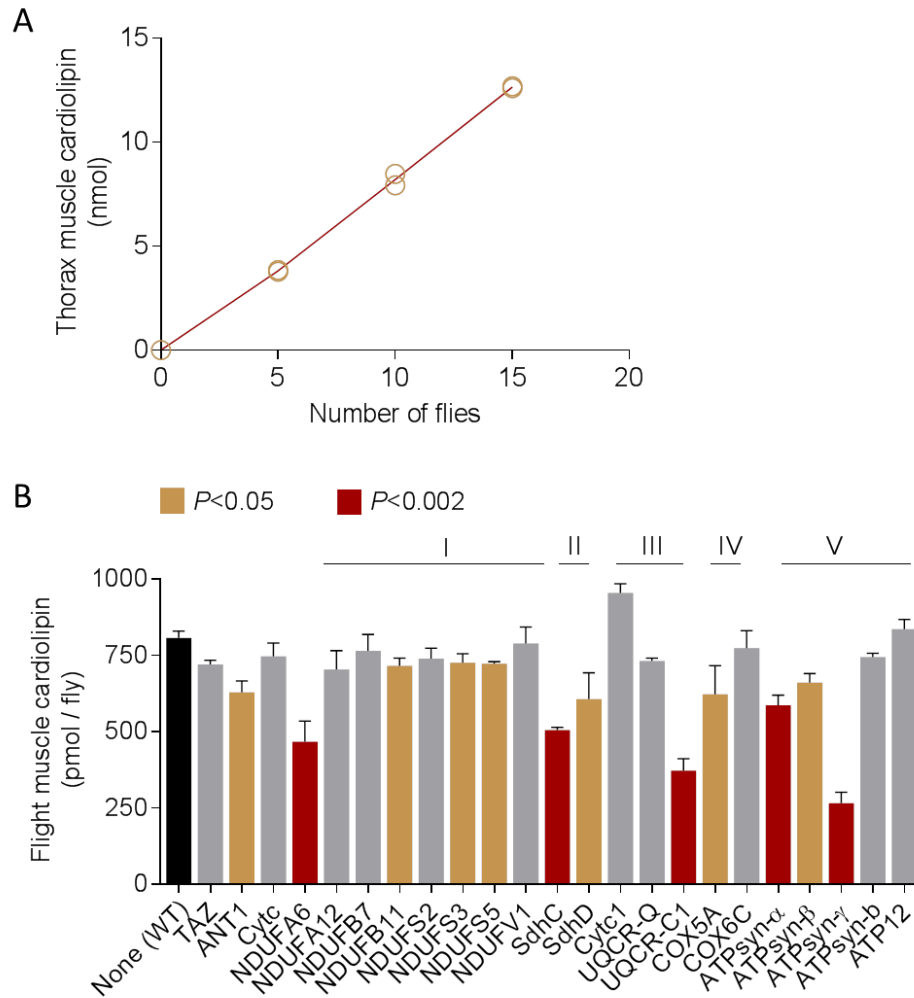 A
Thorax muscle cardiolipin
(nmol)
15
10
5
0
0 5 10 15 20
Number of flies
B
P<0.05 P<0.002
I II III IV V
Flight muscle cardiolipin
(pmol / fly)
1000
750
500
250
0
None (WT)
TAZ
ANT1
Cytc
NDUFA6
NDUFA12
NDUFB7
NDUFB11
NDUFS2
NDUFS3
NDUFS5
NDUFV1
SdhC
SdhD
Cytc1
UQCR-Q
UQCR-C1
COX5A
COX6C
ATPsyn-α
ATPsyn-β
ATPsyn-γ
ATPsyn-b
ATP12